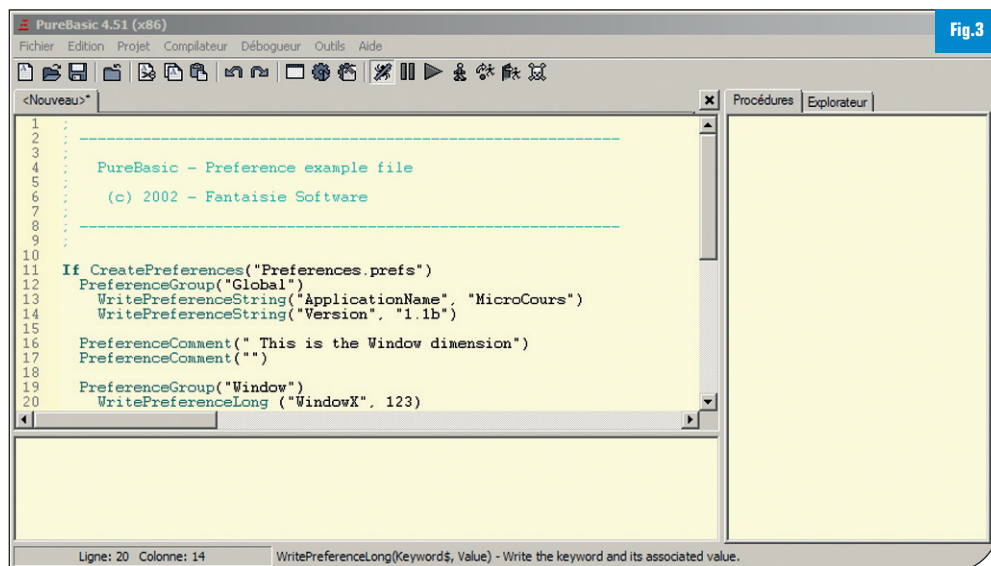 PureBasic 4.51 (x86)
Fig.3
Fichier Edition Projet Compilateur Débogueur Outils Aide
<Nouveau>*
Procédures Explorateur
1 ;
2 ; ------------------------------------------------------------
3 ;
4 ; PureBasic - Preference example file
5 ;
6 ; (c) 2002 - Fantaisie Software
7 ;
8 ; ------------------------------------------------------------
9 ;
10
11 If CreatePreferences("Preferences.prefs")
12 PreferenceGroup("Global")
13 WritePreferenceString("ApplicationName", "MicroCours")
14 WritePreferenceString("Version", "1.1b")
15
16 PreferenceComment(" This is the Window dimension")
17 PreferenceComment("")
18
19 PreferenceGroup("Window")
20 WritePreferenceLong ("WindowX", 123)
Ligne: 20 Colonne: 14 WritePreferenceLong(Keyword$, Value) - Write the keyword and its associated value.